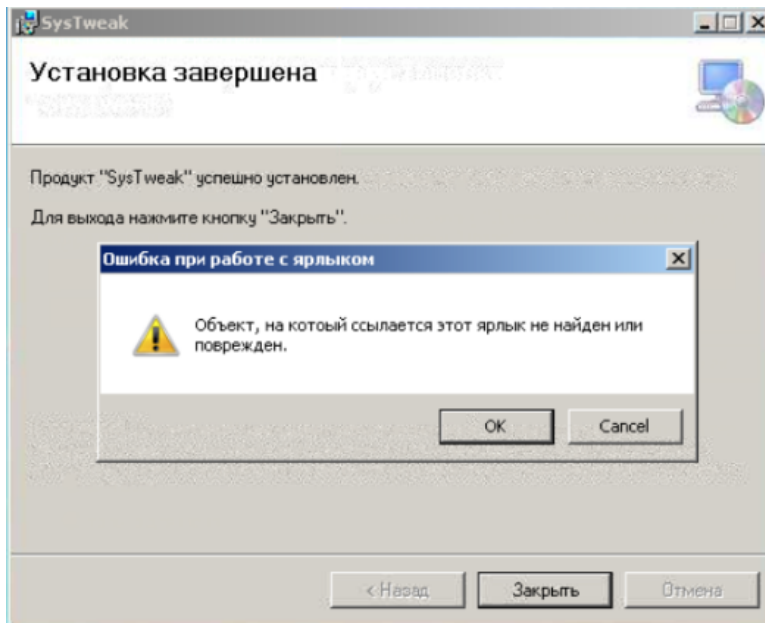 SysTweak
Установка завершена
Продукт "SysTweak" успешно установлен.
Для выхода нажмите кнопку "Закрыть".
Ошибка при работе с ярлыком
Объект, на котоый ссылается этот ярлык не найден или
поврежден.
OK
Cancel
< Назад
Закрыть
Отмена